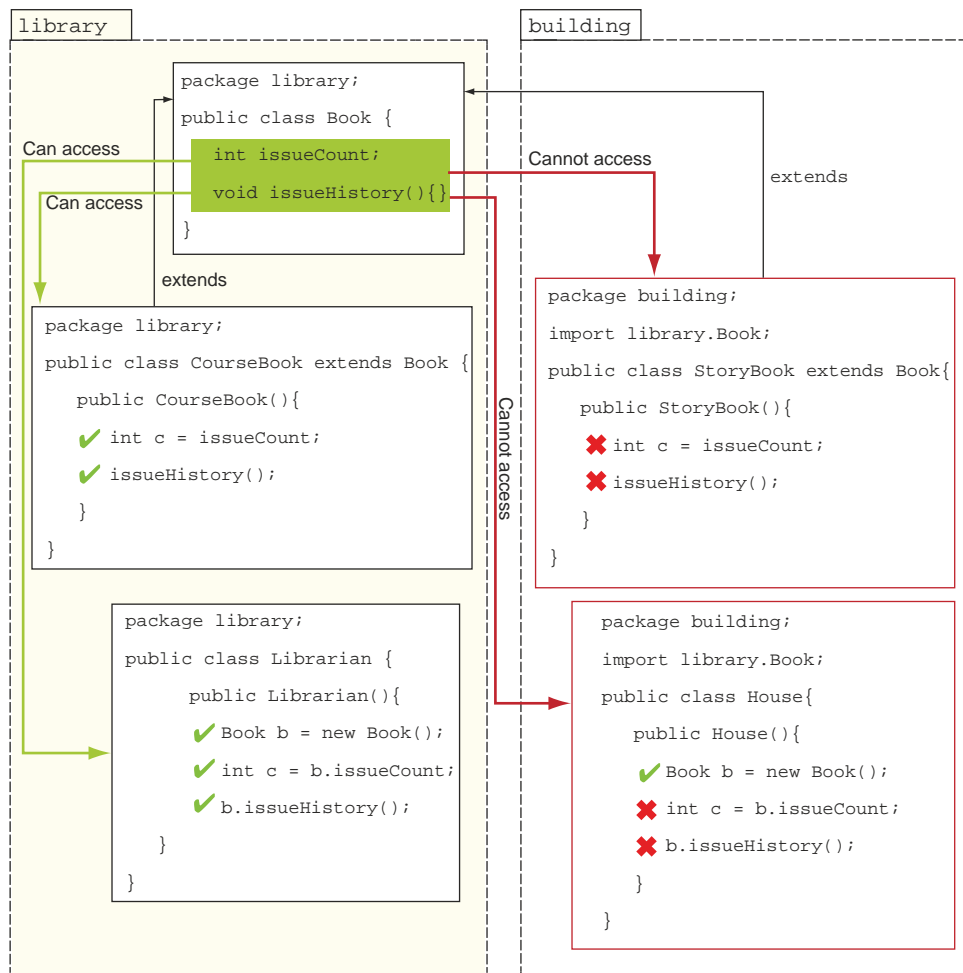 library
package library;
public class Book {
int issueCount;
void issueHistory(){}
}
Can access
Can access
extends
package library;
public class CourseBook extends Book {
public CourseBook(){
int c = issueCount;
issueHistory();
}
}
package library;
public class Librarian {
public Librarian(){
Book b = new Book();
int c = b.issueCount;
b.issueHistory();
}
}
building
Cannot access
extends
Cannot access
package building;
import library.Book;
public class StoryBook extends Book{
public StoryBook(){
int c = issueCount;
issueHistory();
}
}
package building;
import library.Book;
public class House{
public House(){
Book b = new Book();
int c = b.issueCount;
b.issueHistory();
}
}